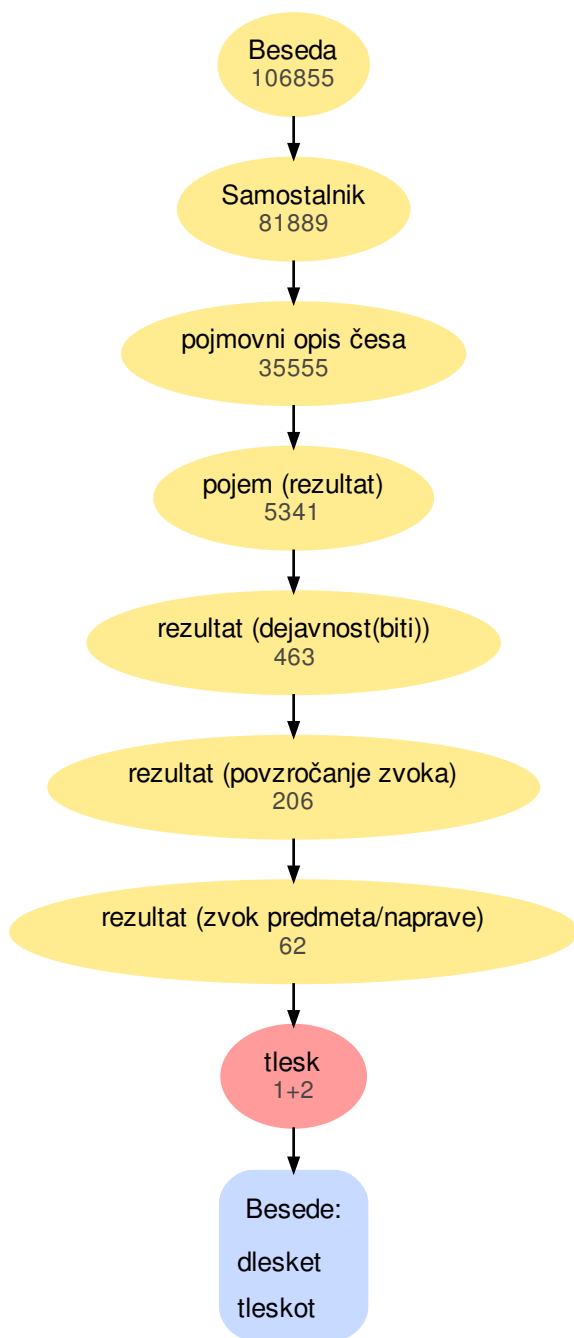 Beseda
106855
Samostalnik
81889
pojmovni opis česa
35555
pojem (rezultat)
5341
rezultat (dejavnost(biti))
463
rezultat (povzročanje zvoka)
206
rezultat (zvok predmeta/naprave)
62
tlesk
1+2
Besede:
dlesket
tleskot